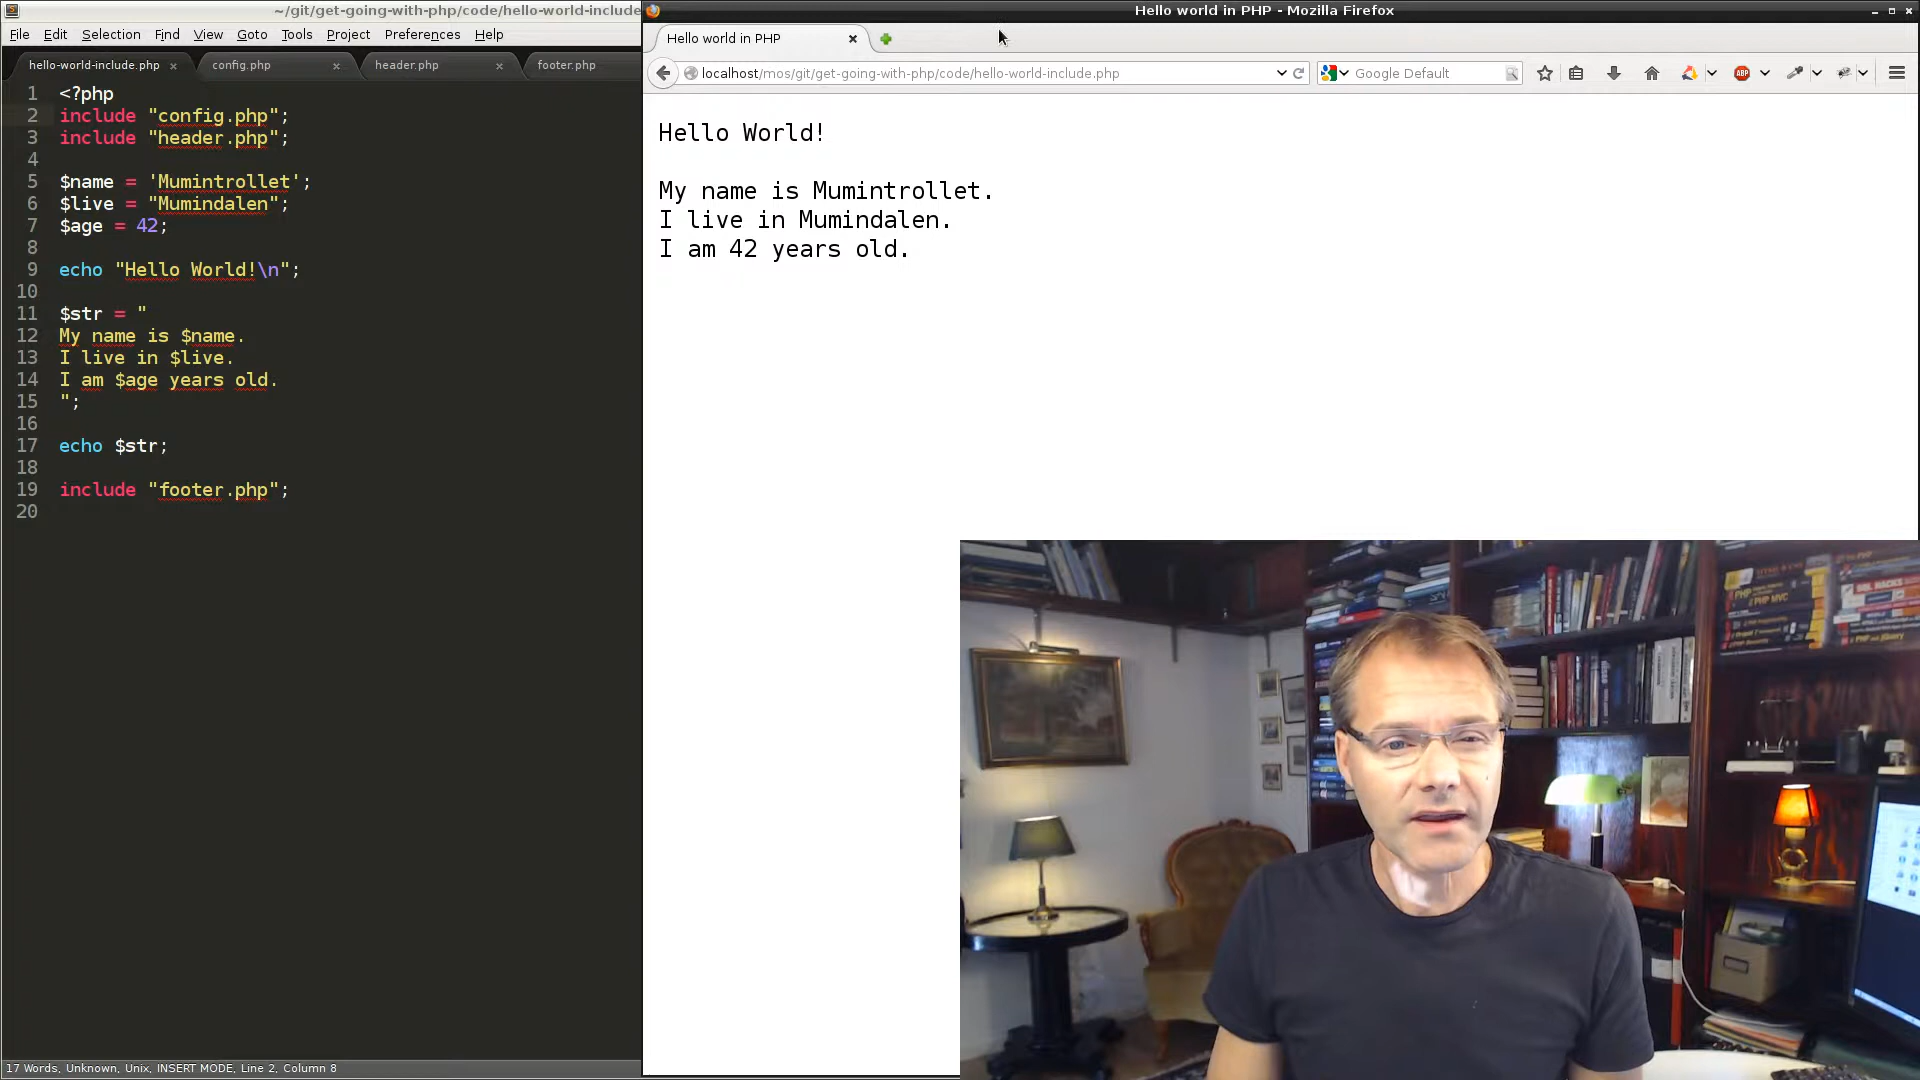 ~/git/get-going-with-php/code/hello-world-include
File Edit Selection Find View Goto Tools Project Preferences Help
hello-world-include.php × config.php × header.php × footer.php
1 <?php
2 include "config.php";
3 include "header.php";
4
5 $name = 'Mumintrollet';
6 $live = "Mumindalen";
7 $age = 42;
8
9 echo "Hello World!\n";
10
11 $str = "
12 My name is $name.
13 I live in $live.
14 I am $age years old.
15 ";
16
17 echo $str;
18
19 include "footer.php";
20
17 Words, Unknown, Unix, INSERT MODE, Line 2, Column 8
Hello world in PHP - Mozilla Firefox
Hello world in PHP
localhost/mos/git/get-going-with-php/code/hello-world-include.php
Google Default
ABP
Hello World!
My name is Mumintrollet.
I live in Mumindalen.
I am 42 years old.
PHP MVC